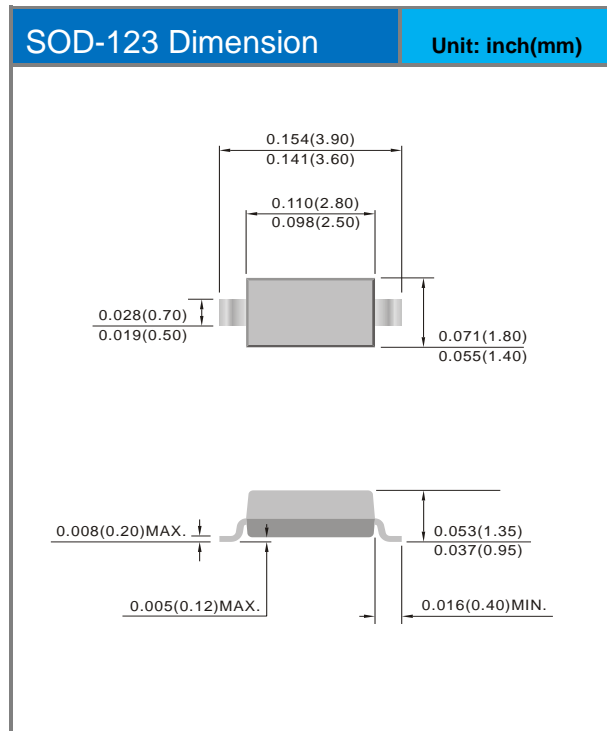 SOD-123 Dimension
Unit: inch(mm)
0.154(3.90)
0.141(3.60)
0.110(2.80)
0.098(2.50)
0.028(0.70)
0.019(0.50)
0.071(1.80)
0.055(1.40)
0.008(0.20)MAX.
0.053(1.35)
0.037(0.95)
0.005(0.12)MAX.
0.016(0.40)MIN.